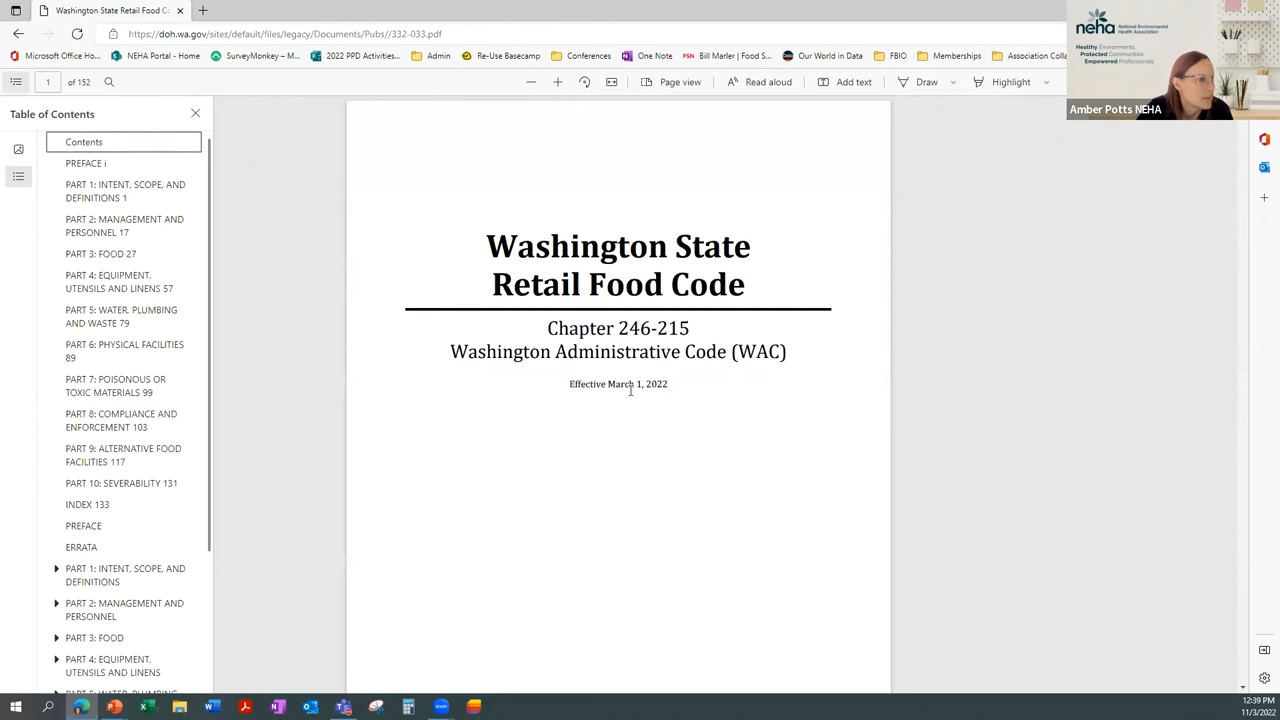 Washington State Retail Food Co
https://doh.wa.gov/sites/default/files/legacy/Documents/Pubs/332-033.pdf
Microsoft Office Ho...
NEHA Portal - Home
SurveyMonkey – M...
2022 PPD Activity T...
Admin
Re-Use Basecamp
Conferences
One Note
FSN
Bill Marler | Food S...
Our World in Data
FBIO
Memberships
Association Colla
1
of 152
Page view
Read aloud
Add text
Draw
Highlight
neha
National Environmental
Health Association
Healthy Environments
Protected Communities
Empowered Professionals
Amber Potts NEHA
Table of Contents
Contents
PREFACE i
PART 1: INTENT, SCOPE, AND
DEFINITIONS 1
PART 2: MANAGEMENT AND
PERSONNEL 17
PART 3: FOOD 27
PART 4: EQUIPMENT,
UTENSILS AND LINENS 57
PART 5: WATER, PLUMBING
AND WASTE 79
PART 6: PHYSICAL FACILITIES
89
PART 7: POISONOUS OR
TOXIC MATERIALS 99
PART 8: COMPLIANCE AND
ENFORCEMENT 103
PART 9: ALTERNATIVE FOOD
FACILITIES 117
PART 10: SEVERABILITY 131
INDEX 133
PREFACE
ERRATA
PART 1: INTENT, SCOPE, AND
DEFINITIONS
PART 2: MANAGEMENT AND
PERSONNEL
PART 3: FOOD
PART 4: EQUIPMENT,
UTENSILS AND LINENS
PART 5: WATER, PLUMBING
Washington State
Retail Food Code
Chapter 246-215
Washington Administrative Code (WAC)
Effective March 1, 2022
12:39 PM
11/3/2022